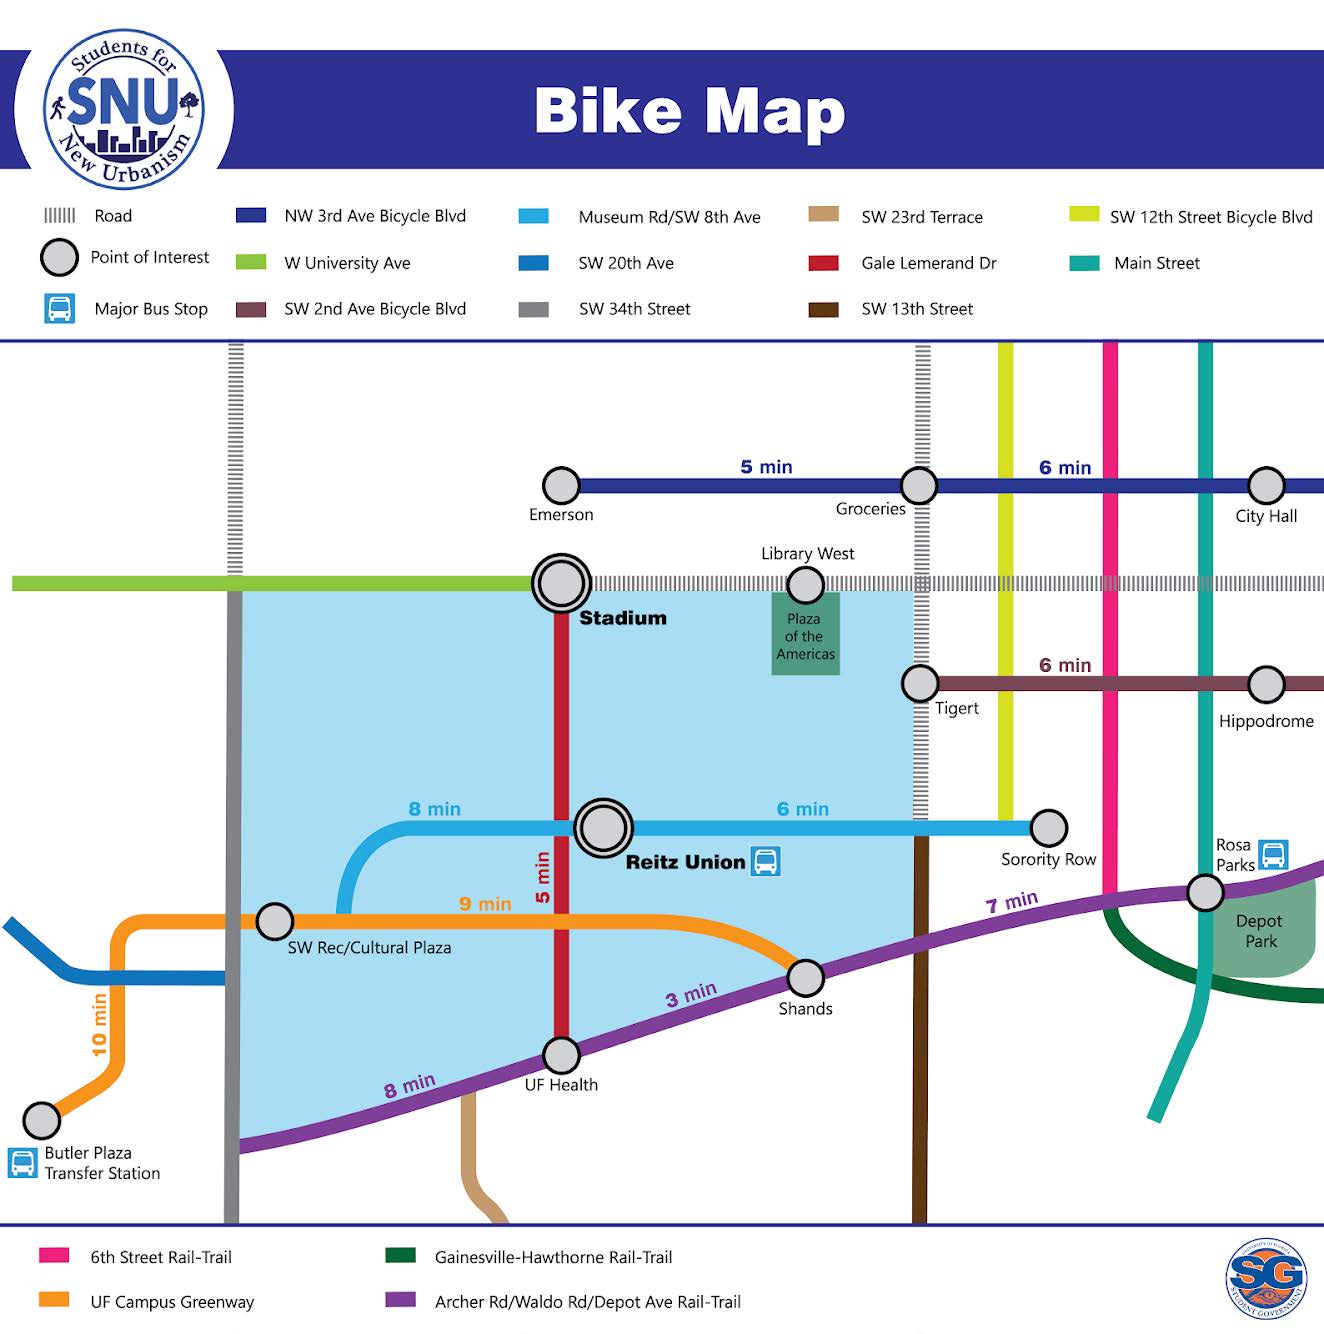 Students for
SNU
New Urbanism
Bike Map
Road
NW 3rd Ave Bicycle Blvd
Museum Rd/SW 8th Ave
SW 23rd Terrace
SW 12th Street Bicycle Blvd
Point of Interest
W University Ave
SW 20th Ave
Gale Lemerand Dr
Main Street
Major Bus Stop
SW 2nd Ave Bicycle Blvd
SW 34th Street
SW 13th Street
5 min
6 min
Emerson
Groceries
City Hall
Library West
Stadium
Plaza
of the
Americas
6 min
Tigert
Hippodrome
8 min
6 min
Reitz Union
Sorority Row
Rosa
Parks
5 min
9 min
7 min
SW Rec/Cultural Plaza
Depot
Park
10 min
3 min
Shands
8 min
UF Health
Butler Plaza
Transfer Station
6th Street Rail-Trail
Gainesville-Hawthorne Rail-Trail
UF Campus Greenway
Archer Rd/Waldo Rd/Depot Ave Rail-Trail
UNIVERSITY OF FLORIDA
SG
STUDENT GOVERNMENT